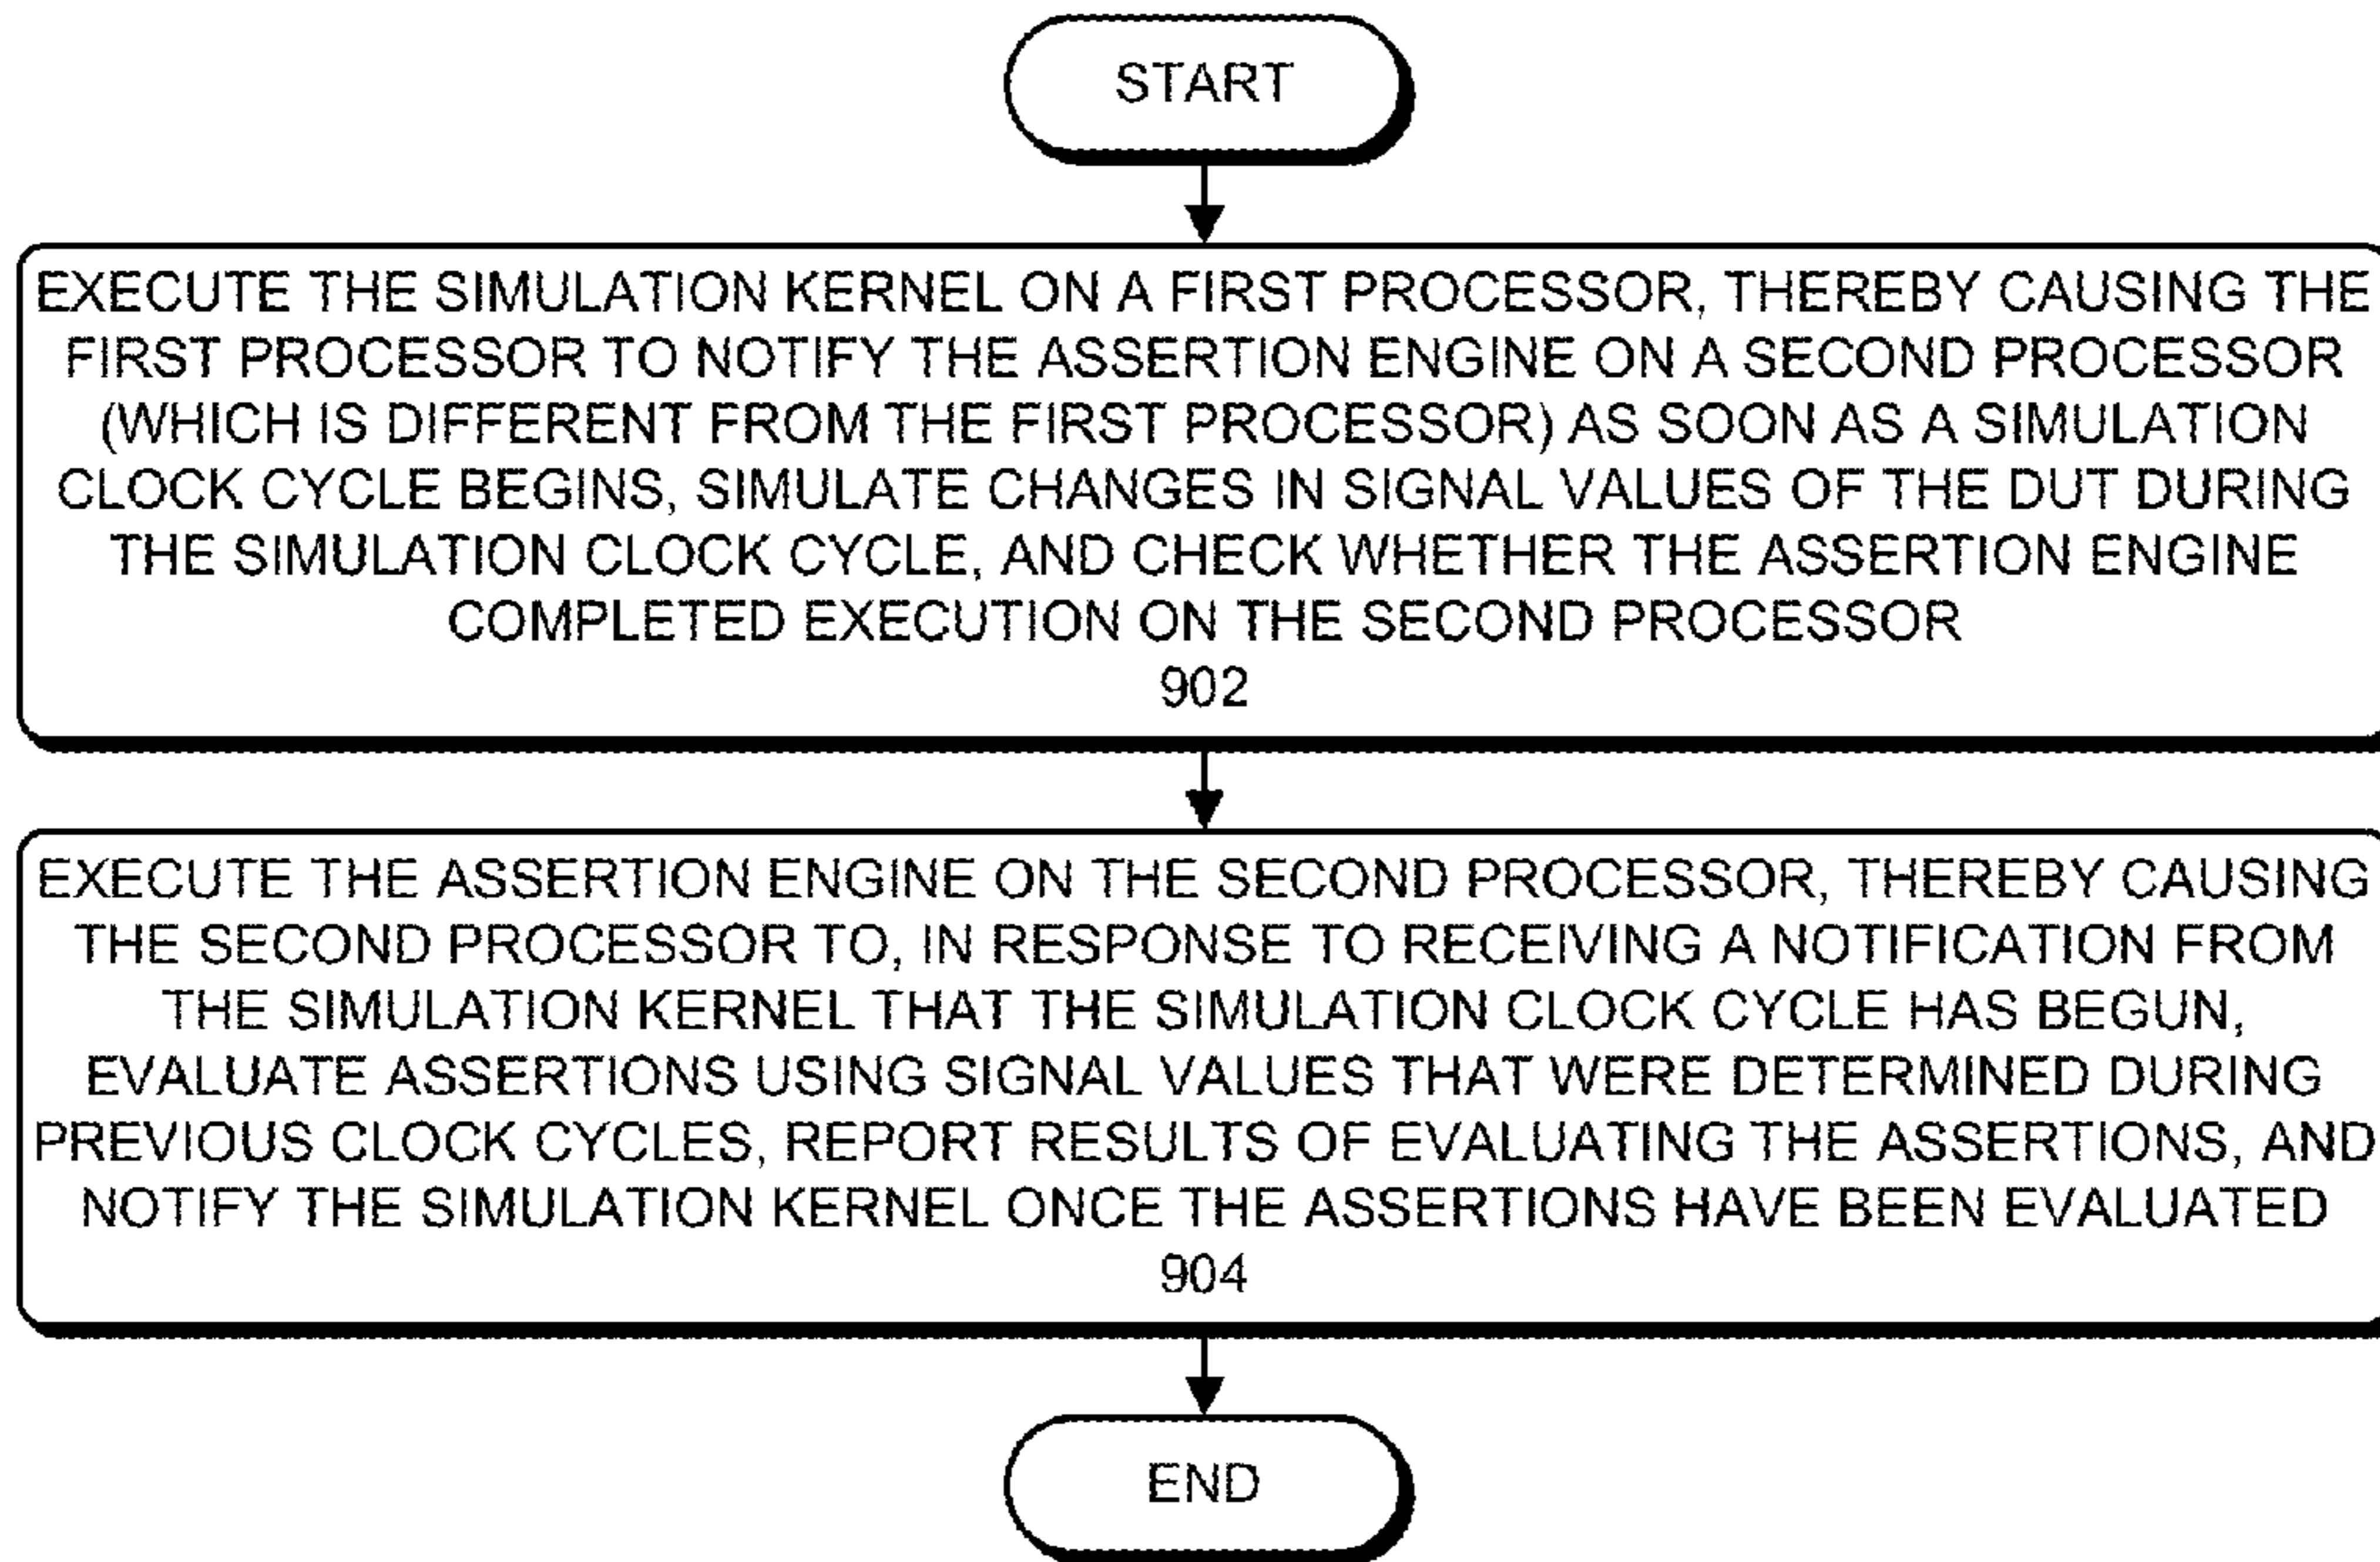 START
EXECUTE THE SIMULATION KERNEL ON A FIRST PROCESSOR, THEREBY CAUSING THE
FIRST PROCESSOR TO NOTIFY THE ASSERTION ENGINE ON A SECOND PROCESSOR
(WHICH IS DIFFERENT FROM THE FIRST PROCESSOR) AS SOON AS A SIMULATION
CLOCK CYCLE BEGINS, SIMULATE CHANGES IN SIGNAL VALUES OF THE DUT DURING
THE SIMULATION CLOCK CYCLE, AND CHECK WHETHER THE ASSERTION ENGINE
COMPLETED EXECUTION ON THE SECOND PROCESSOR
902
EXECUTE THE ASSERTION ENGINE ON THE SECOND PROCESSOR, THEREBY CAUSING
THE SECOND PROCESSOR TO, IN RESPONSE TO RECEIVING A NOTIFICATION FROM
THE SIMULATION KERNEL THAT THE SIMULATION CLOCK CYCLE HAS BEGUN,
EVALUATE ASSERTIONS USING SIGNAL VALUES THAT WERE DETERMINED DURING
PREVIOUS CLOCK CYCLES, REPORT RESULTS OF EVALUATING THE ASSERTIONS, AND
NOTIFY THE SIMULATION KERNEL ONCE THE ASSERTIONS HAVE BEEN EVALUATED
904
END